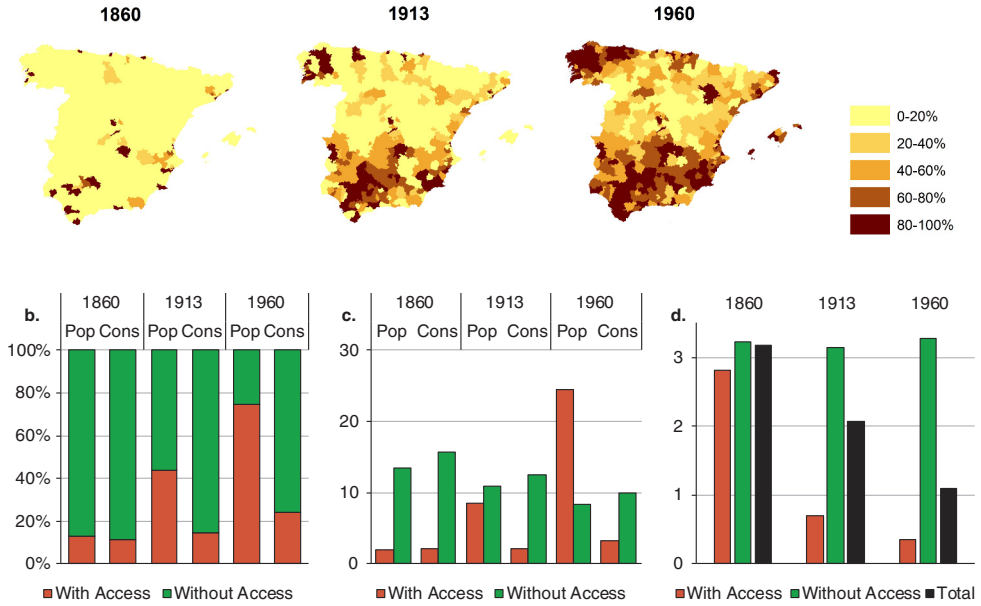 1860 1913 1960
0-20%
20-40%
40-60%
60-80%
80-100%
b. 1860 1913 1960
Pop Cons Pop Cons Pop Cons
100%
80%
60%
40%
20%
0%
With Access Without Access
c. 1860 1913 1960
Pop Cons Pop Cons Pop Cons
30
20
10
0
With Access Without Access
d. 1860 1913 1960
3
2
1
0
With Access Without Access Total